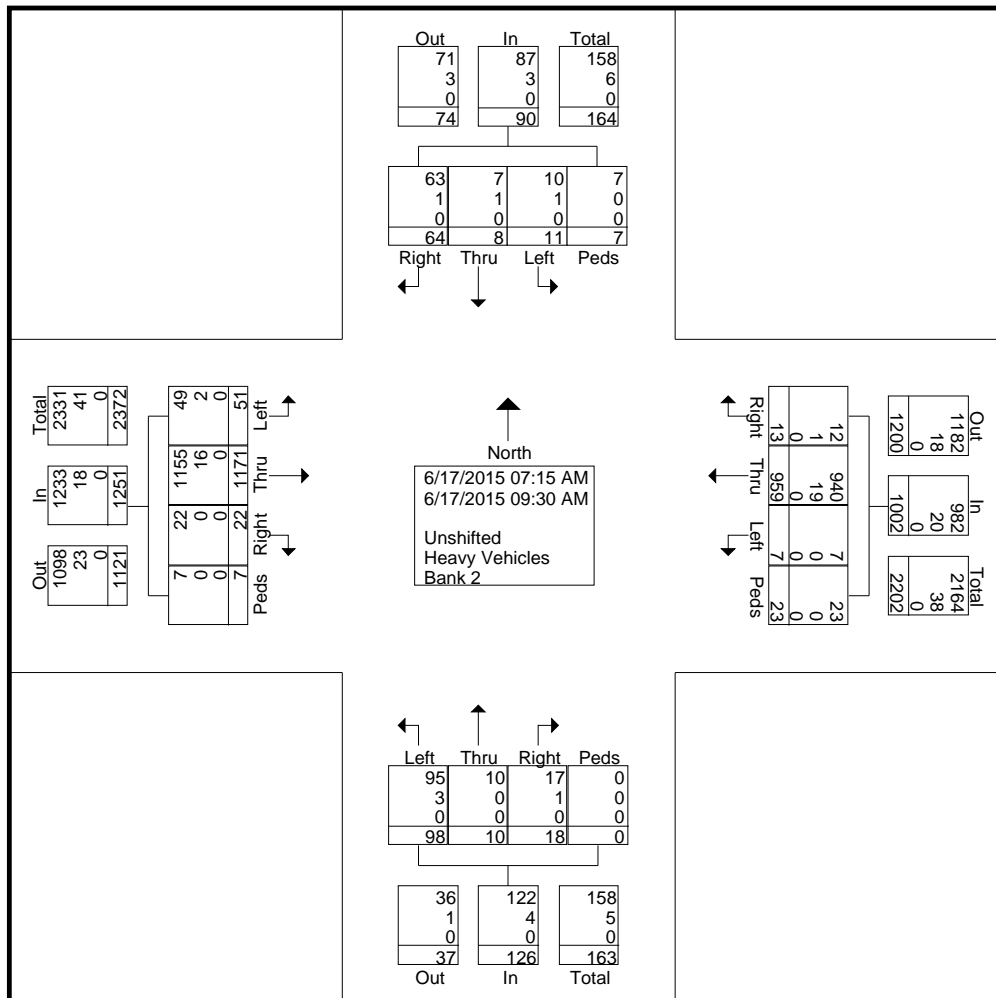 Out In Total
71 87 158
3 3 6
0 0 0
74 90 164
63 7 10 7
1 1 1 0
0 0 0 0
64 8 11 7
Right Thru Left Peds
Total
2331
41
0
2372
In
1233
18
0
1251
Out
1098
23
0
1121
49
2
0
51
Left
1155
16
0
1171
Thru
22
0
0
22
Right
7
0
0
7
Peds
North
6/17/2015 07:15 AM
6/17/2015 09:30 AM
Unshifted
Heavy Vehicles
Bank 2
Right
12
1
0
13
Thru
940
19
0
959
Left
7
0
0
7
Peds
23
0
0
23
Out
1182
18
0
1200
In
982
20
0
1002
Total
2164
38
0
2202
Left Thru Right Peds
95 10 17 0
3 0 1 0
0 0 0 0
98 10 18 0
36 122 158
1 4 5
0 0 0
37 126 163
Out In Total